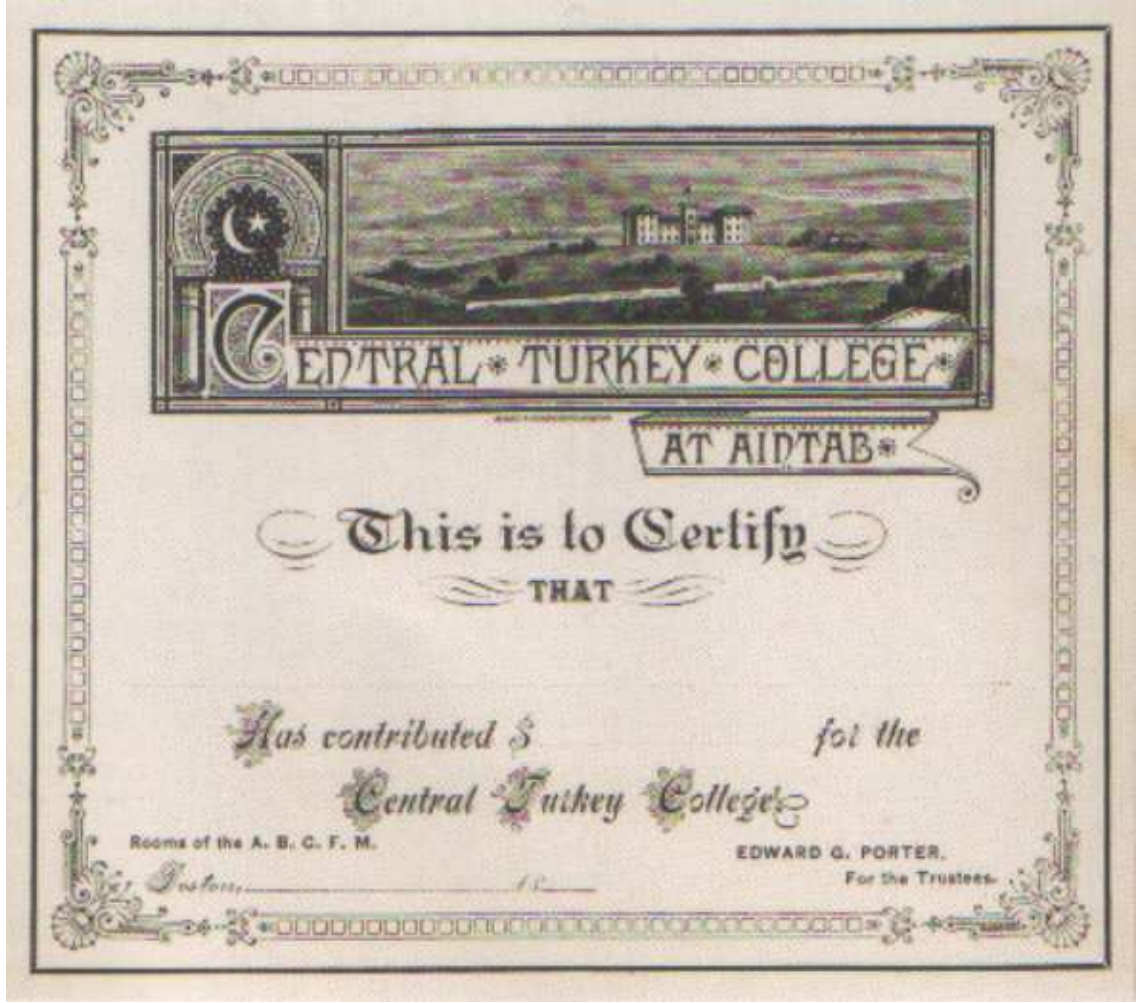 CENTRAL * TURKEY * COLLEGE *
AT AINTAB *
This is to Certify
THAT
Has contributed $ for the
Central Turkey College.
Rooms of the A. B. C. F. M.
EDWARD G. PORTER,
Boston, 18
For the Trustees.